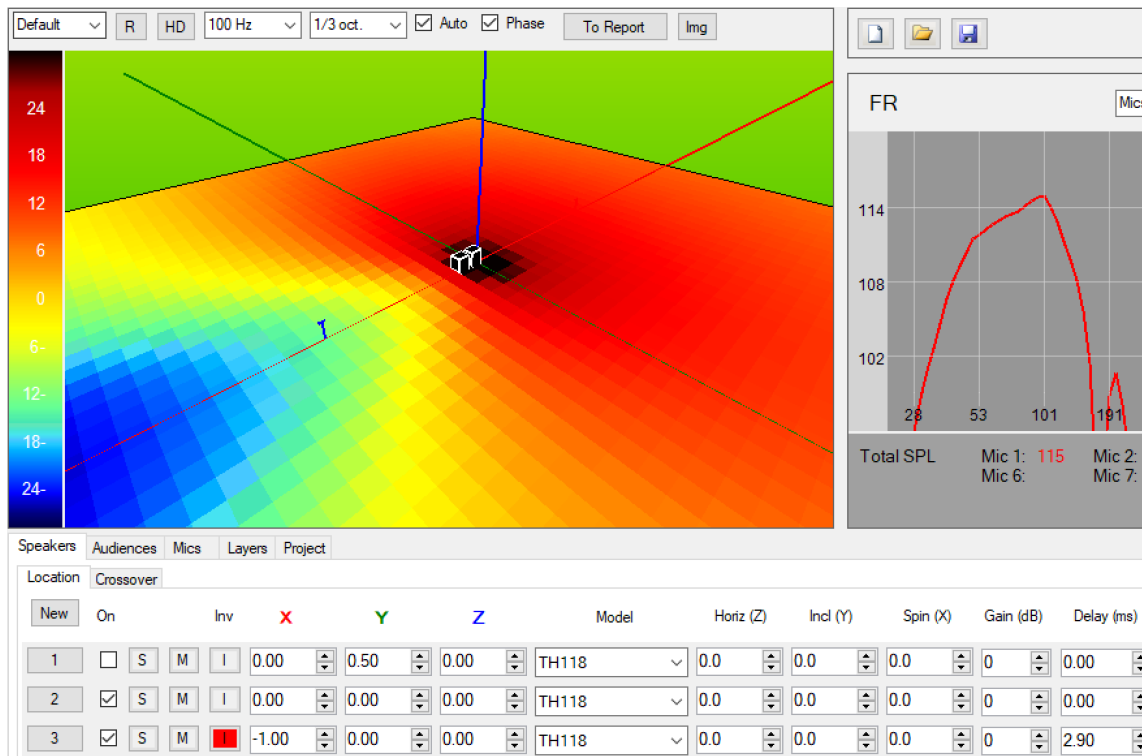 Default R HD 100 Hz 1/3 oct. Auto Phase To Report Img
24
18
12
6
0
6-
12-
18-
24-
FR Mics
114
108
102
28 53 101 191
Total SPL Mic 1: 115 Mic 2:
Mic 6: Mic 7:
Speakers Audiences Mics Layers Project
Location Crossover
New On Inv X Y Z Model Horiz (Z) Incl (Y) Spin (X) Gain (dB) Delay (ms)
1 S M I 0.00 0.50 0.00 TH118 0.0 0.0 0.0 0 0.00
2 S M I 0.00 0.00 0.00 TH118 0.0 0.0 0.0 0 0.00
3 S M I -1.00 0.00 0.00 TH118 0.0 0.0 0.0 0 2.90